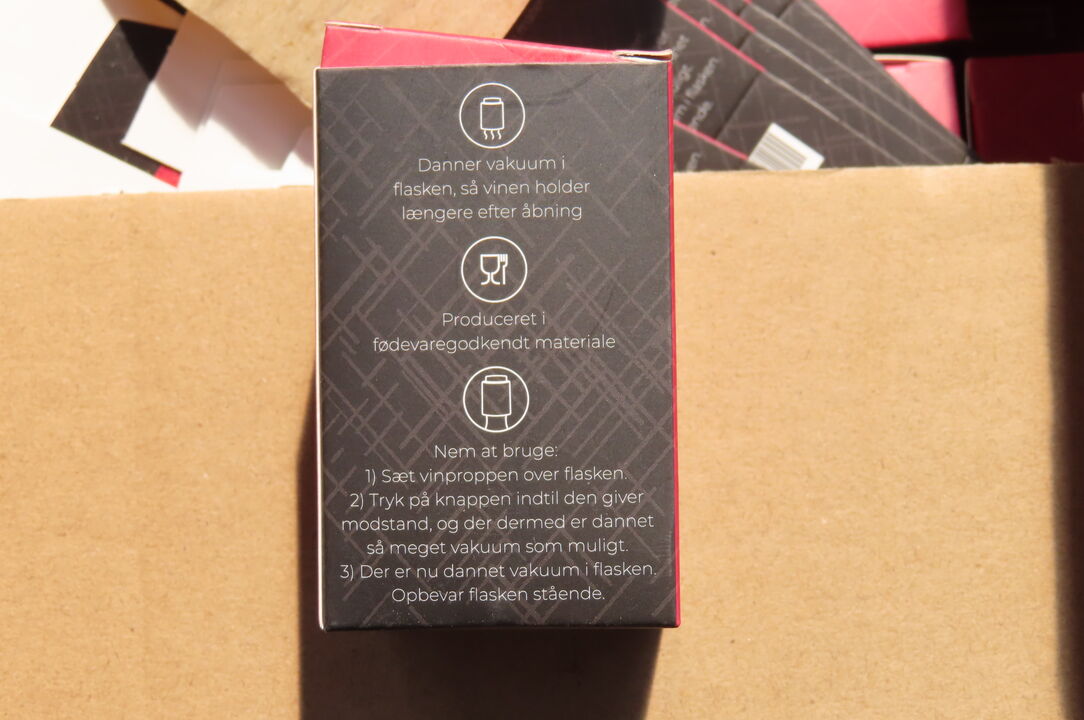 Danner vakuum i
flasken, så vinen holder
længere efter åbning
Produceret i
fødevaregodkendt materiale
Nem at bruge:
1) Sæt vinproppen over flasken.
2) Tryk på knappen indtil den giver
modstand, og der dermed er dannet
så meget vakuum som muligt.
3) Der er nu dannet vakuum i flasken.
Opbevar flasken stående.